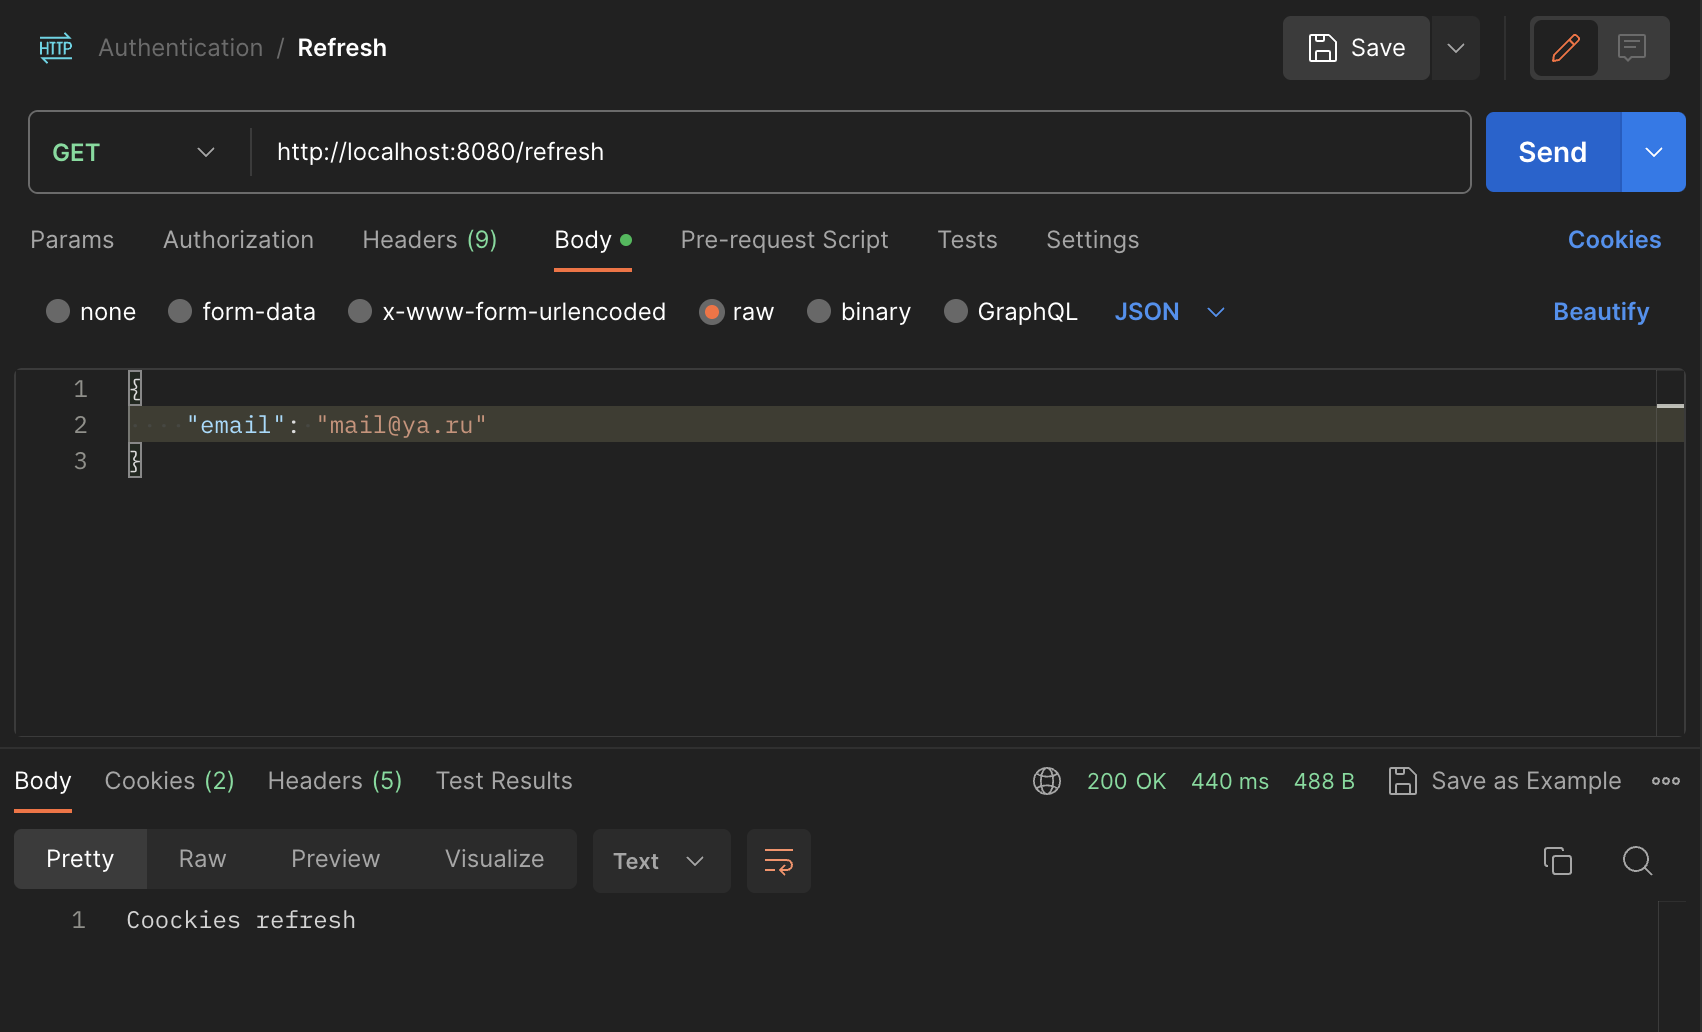 HTTP Authentication / Refresh Save
GET http://localhost:8080/refresh Send
Params Authorization Headers (9) Body Pre-request Script Tests Settings Cookies
none form-data x-www-form-urlencoded raw binary GraphQL JSON Beautify
1 {
2 "email": "mail@ya.ru"
3 }
Body Cookies (2) Headers (5) Test Results 200 OK 440 ms 488 B Save as Example
Pretty Raw Preview Visualize Text
1 Coockies refresh